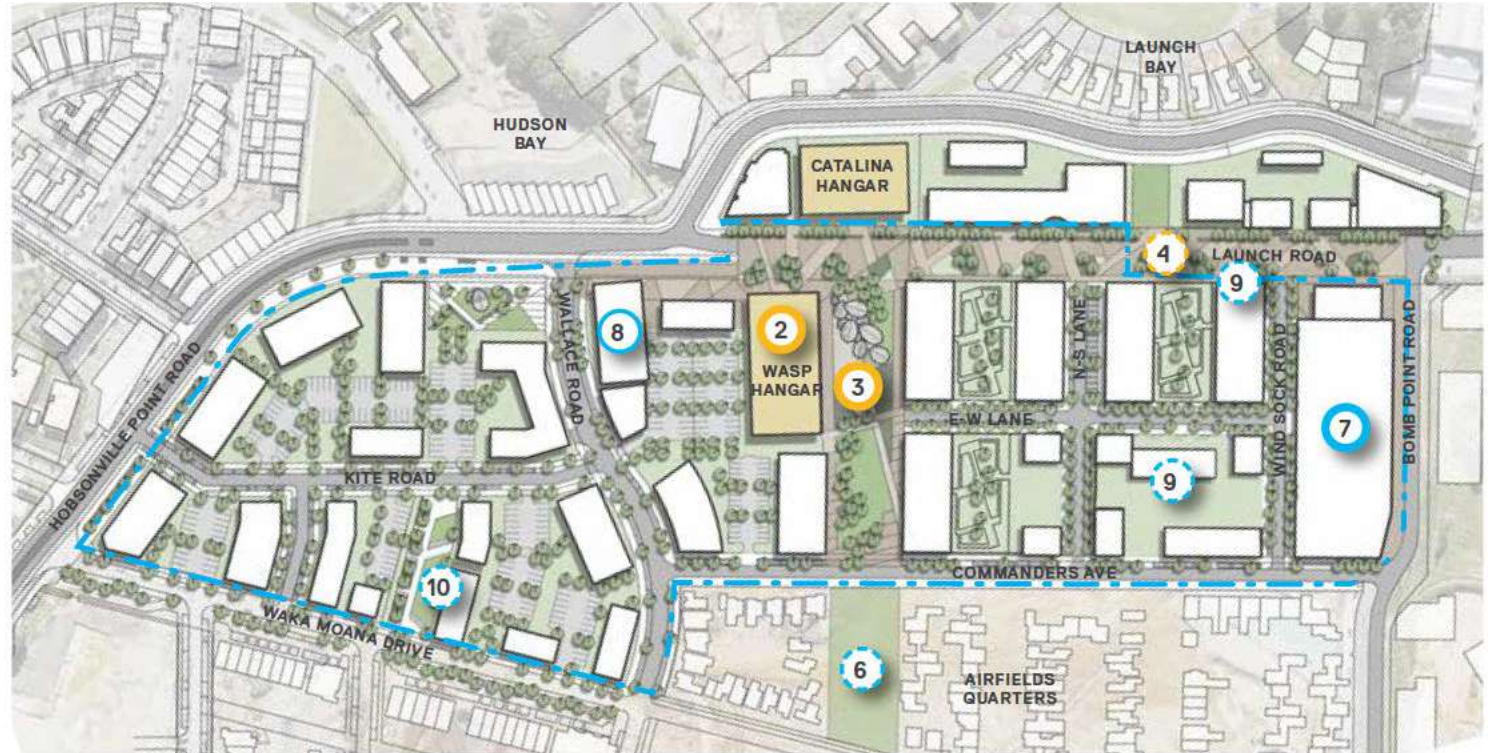 LAUNCH
BAY
HUDSON
BAY
CATALINA
HANGAR
4
LAUNCH ROAD
9
WALLACE ROAD
8
2
WASP
HANGAR
3
N-S LANE
E-W LANE
WIND SOCK ROAD
7
BOMB POINT ROAD
HOBSONVILLE POINT ROAD
KITE ROAD
9
10
COMMANDERS AVE
WAKA MOANA DRIVE
6
AIRFIELDS
QUARTERS